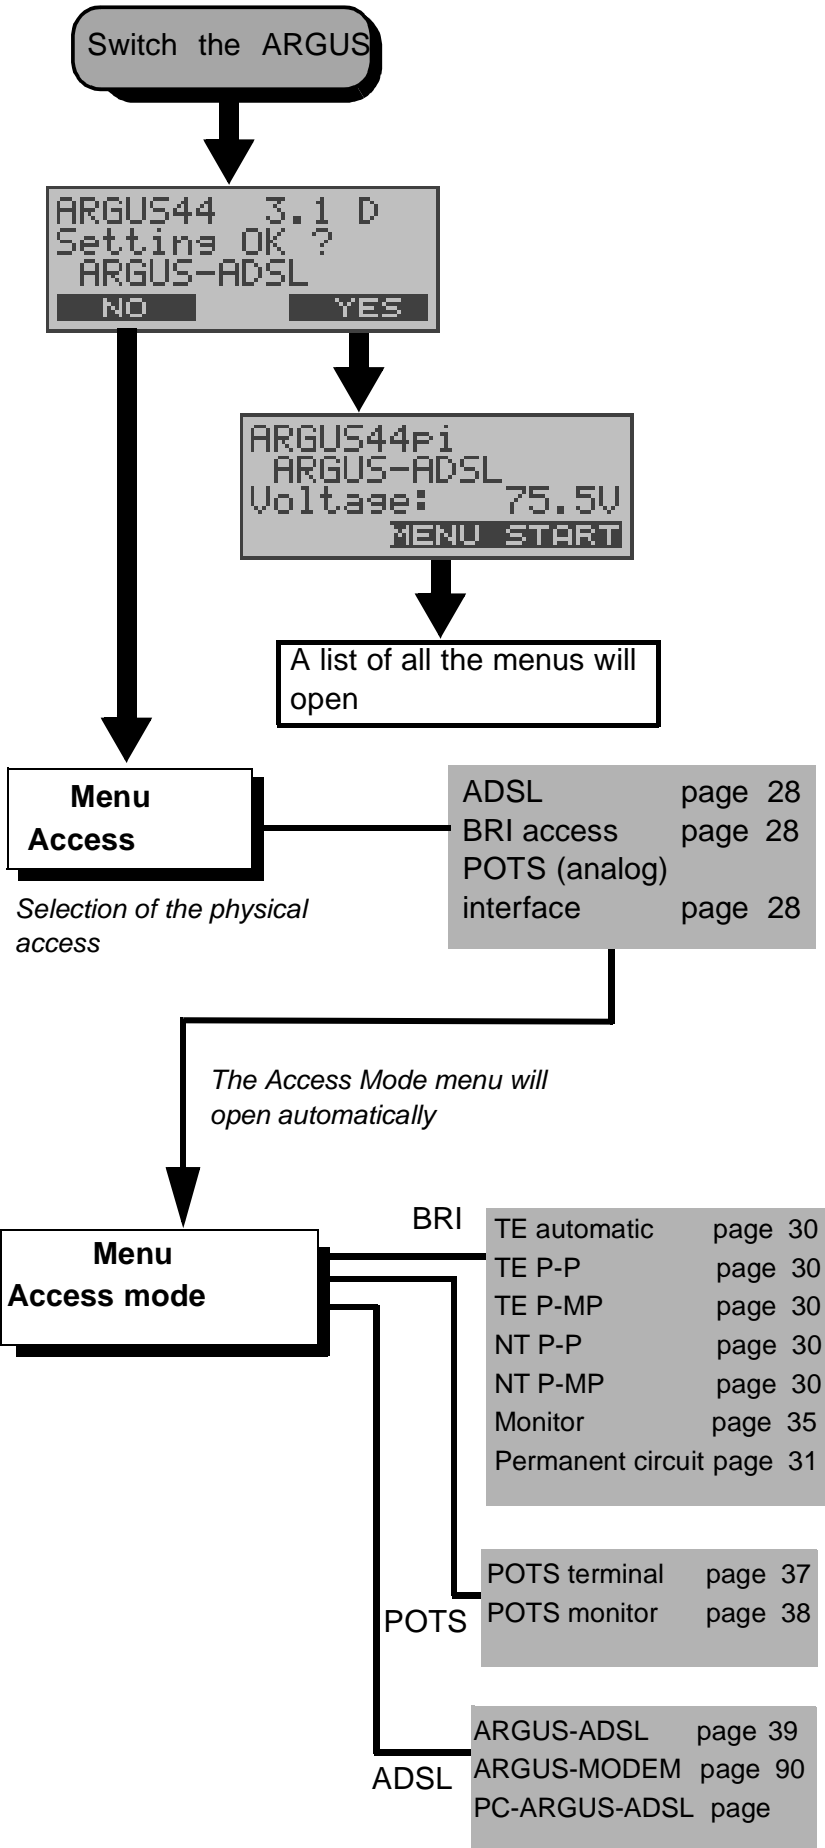 Switch the ARGUS
ARGUS44 3.1 D
Setting OK ?
ARGUS-ADSL
NO YES
ARGUS44pi
ARGUS-ADSL
Voltage: 75.5V
MENU START
A list of all the menus will
open
Menu
Access
Selection of the physical
access
ADSL page 28
BRI access page 28
POTS (analog)
interface page 28
The Access Mode menu will
open automatically
Menu
Access mode
BRI
TE automatic page 30
TE P-P page 30
TE P-MP page 30
NT P-P page 30
NT P-MP page 30
Monitor page 35
Permanent circuit page 31
POTS
POTS terminal page 37
POTS monitor page 38
ADSL
ARGUS-ADSL page 39
ARGUS-MODEM page 90
PC-ARGUS-ADSL page